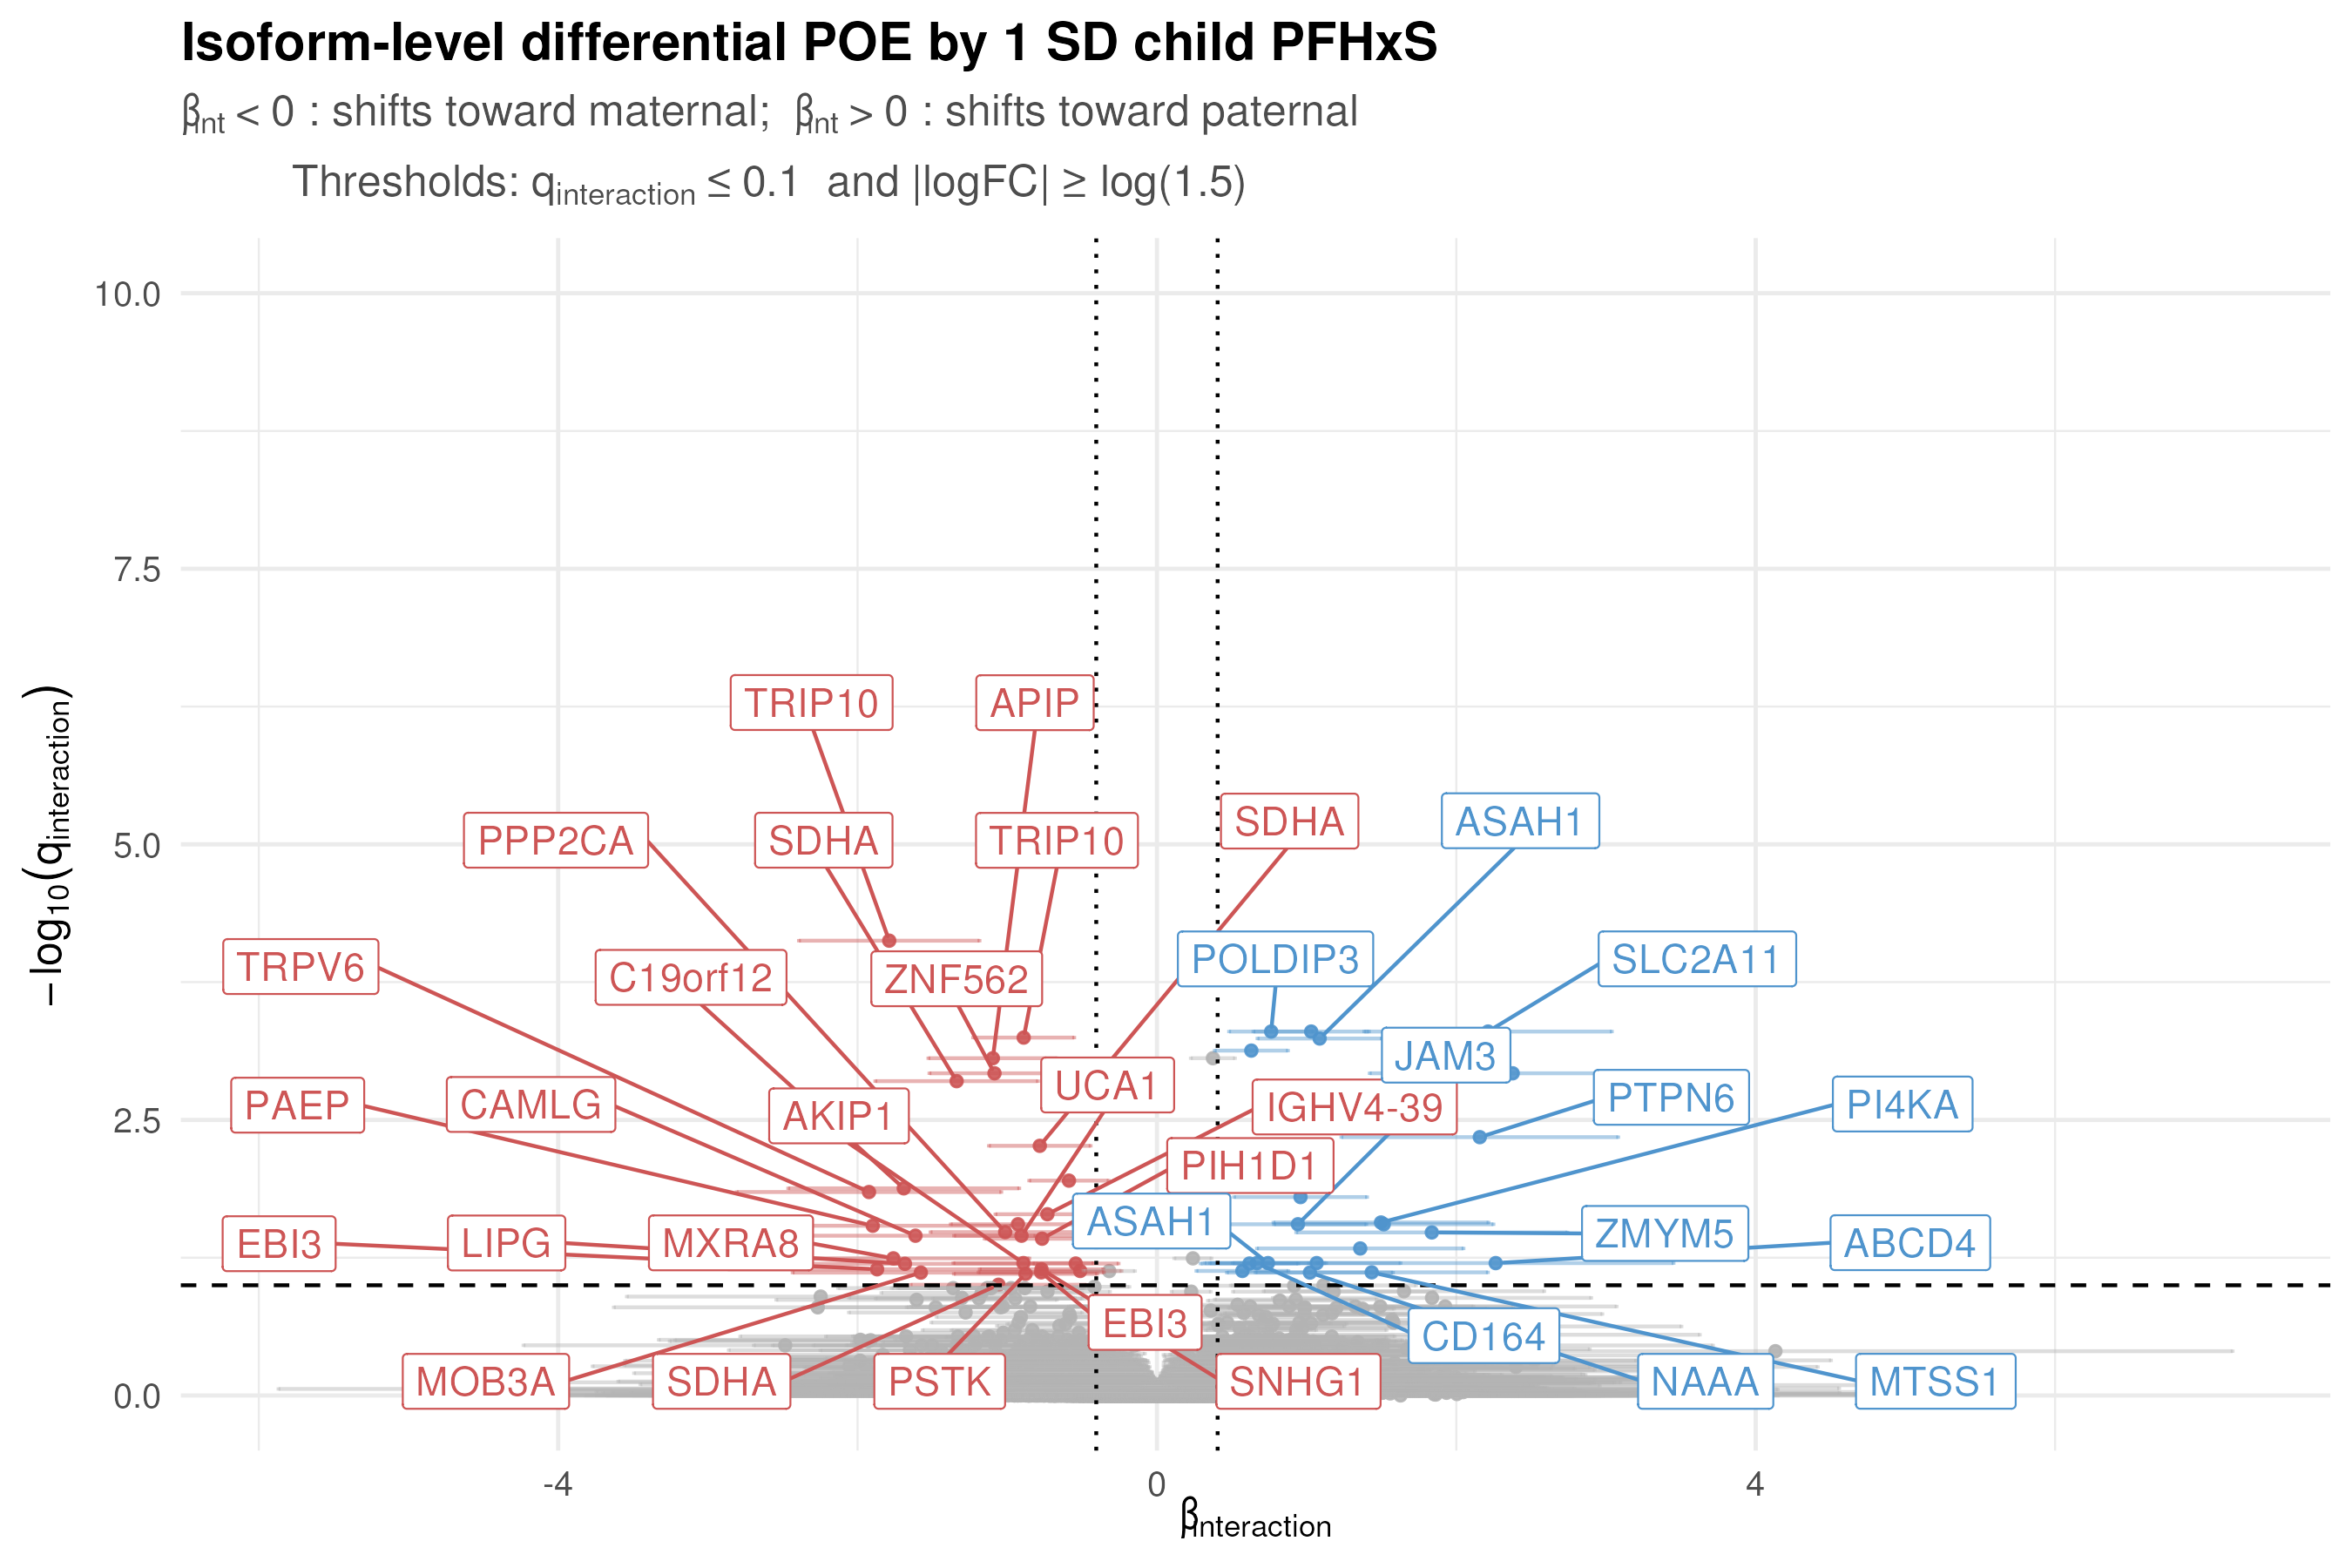 Isoform-level differential POE by 1 SD child PFHxS
βint < 0 : shifts toward maternal; βint > 0 : shifts toward paternal
Thresholds: qinteraction ≤ 0.1 and |logFC| ≥ log(1.5)
10.0
7.5
5.0
2.5
0.0
−log10(qinteraction)
TRIP10
APIP
PPP2CA
SDHA
TRIP10
SDHA
ASAH1
TRPV6
C19orf12
ZNF562
POLDIP3
SLC2A11
JAM3
PAEP
CAMLG
AKIP1
UCA1
IGHV4-39
PTPN6
PI4KA
PIH1D1
ASAH1
EBI3
LIPG
MXRA8
ZMYM5
ABCD4
EBI3
CD164
MOB3A
SDHA
PSTK
SNHG1
NAAA
MTSS1
-4
0
4
βinteraction